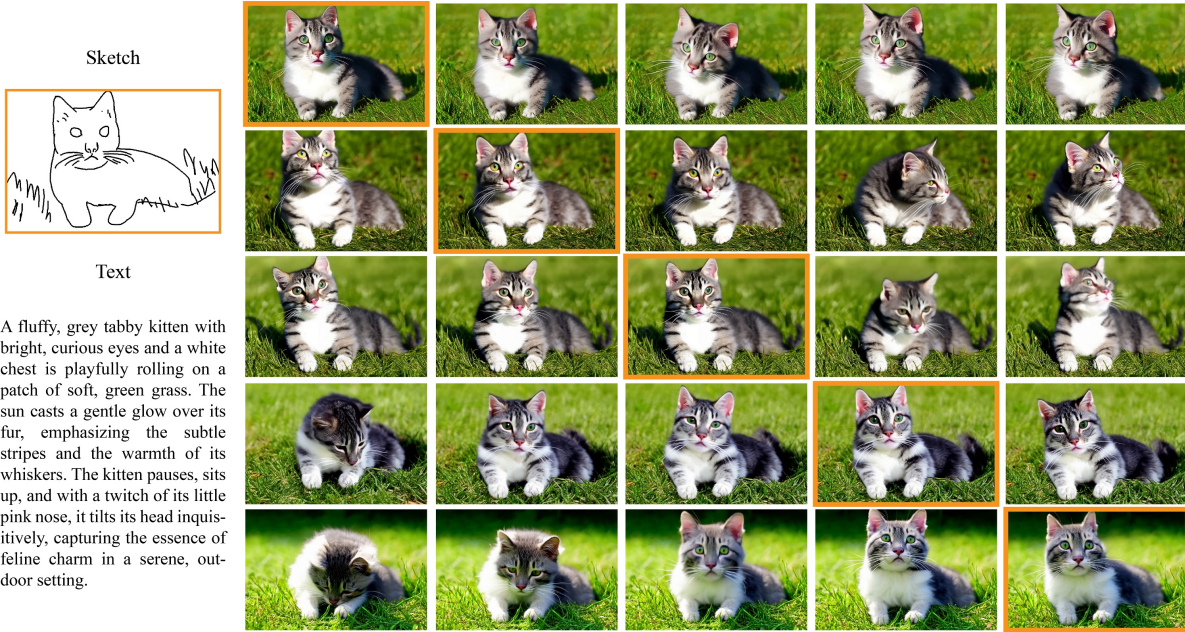 Sketch
Text
A fluffy, grey tabby kitten with
bright, curious eyes and a white
chest is playfully rolling on a
patch of soft, green grass. The
sun casts a gentle glow over its
fur, emphasizing the subtle
stripes and the warmth of its
whiskers. The kitten pauses, sits
up, and with a twitch of its little
pink nose, it tilts its head inquis-
itively, capturing the essence of
feline charm in a serene, out-
door setting.